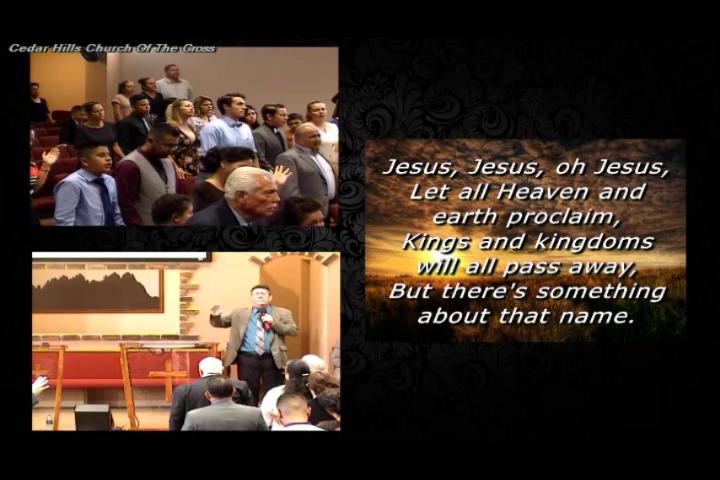 Cedar Hills Church Of The Cross
Jesus, Jesus, oh Jesus,
Let all Heaven and
earth proclaim,
Kings and kingdoms
will all pass away,
But there's something
about that name.